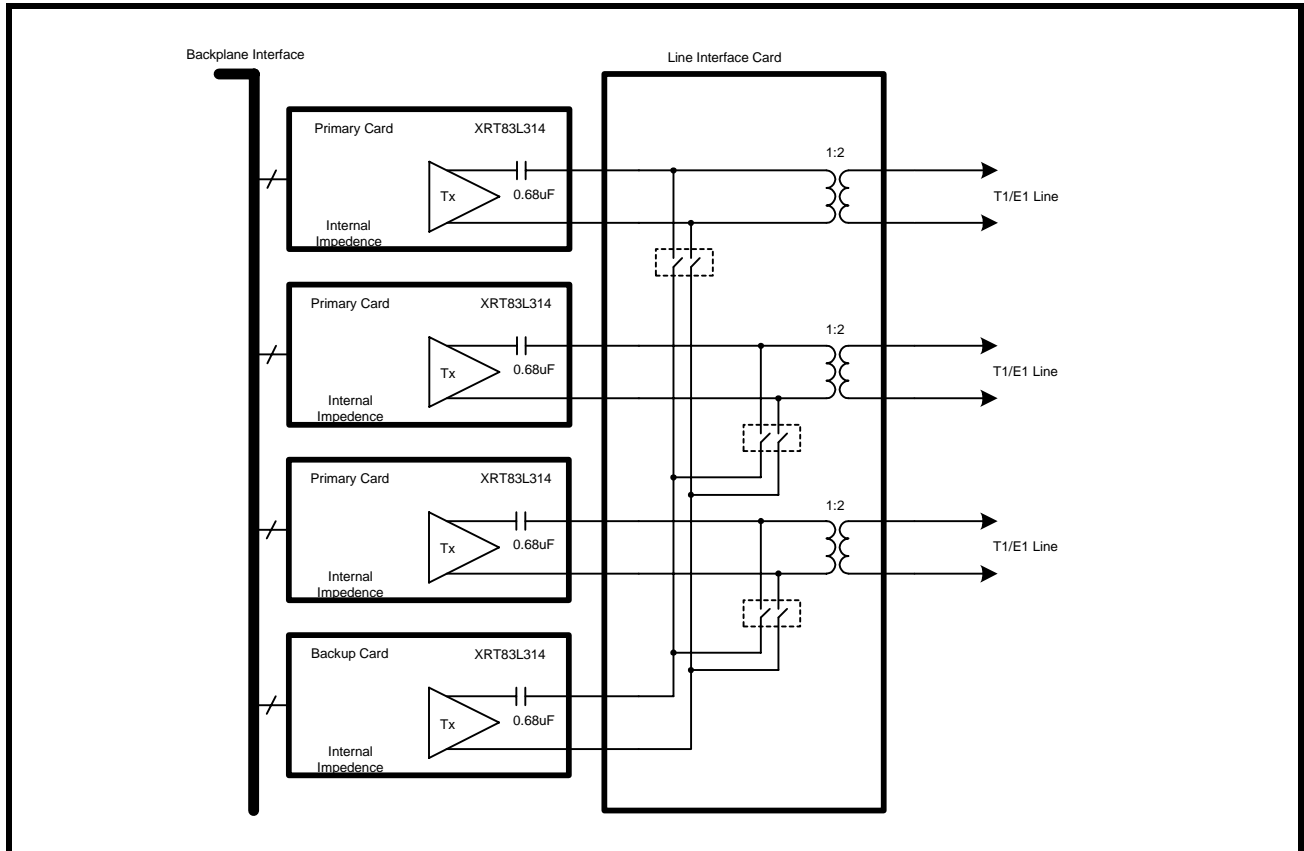 Backplane Interface
Line Interface Card
Primary Card XRT83L314
Tx
0.68uF
Internal
Impedence
1:2
T1/E1 Line
Primary Card XRT83L314
Tx
0.68uF
Internal
Impedence
1:2
T1/E1 Line
Primary Card XRT83L314
Tx
0.68uF
Internal
Impedence
1:2
T1/E1 Line
Backup Card XRT83L314
Tx
0.68uF
Internal
Impedence